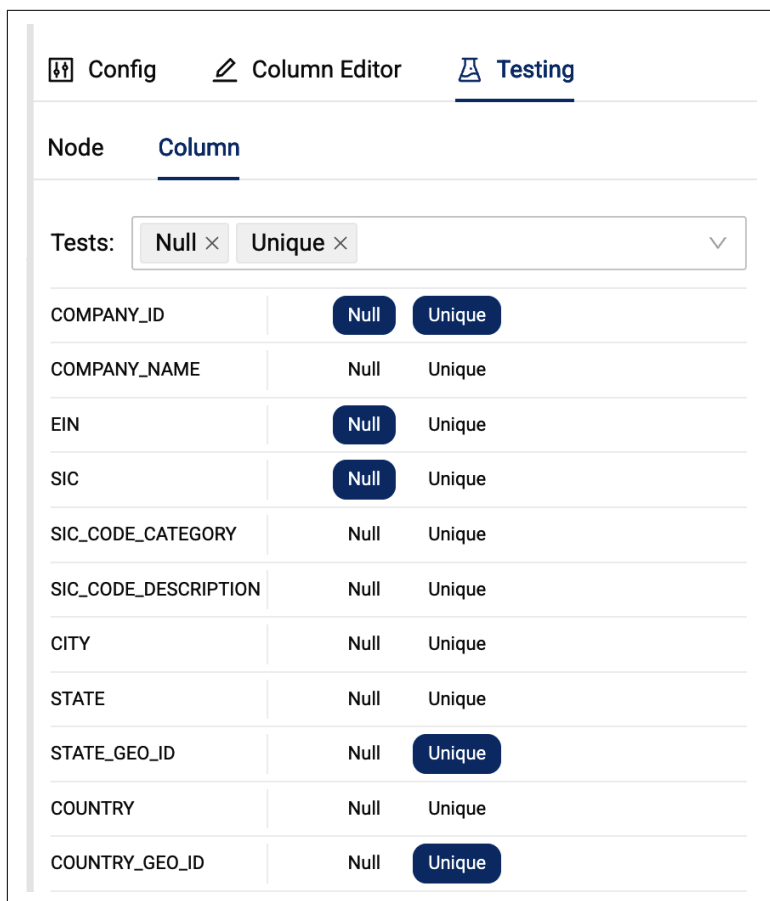 Config Column Editor Testing
Node Column
Tests: Null × Unique ×
COMPANY_ID Null Unique
COMPANY_NAME Null Unique
EIN Null Unique
SIC Null Unique
SIC_CODE_CATEGORY Null Unique
SIC_CODE_DESCRIPTION Null Unique
CITY Null Unique
STATE Null Unique
STATE_GEO_ID Null Unique
COUNTRY Null Unique
COUNTRY_GEO_ID Null Unique